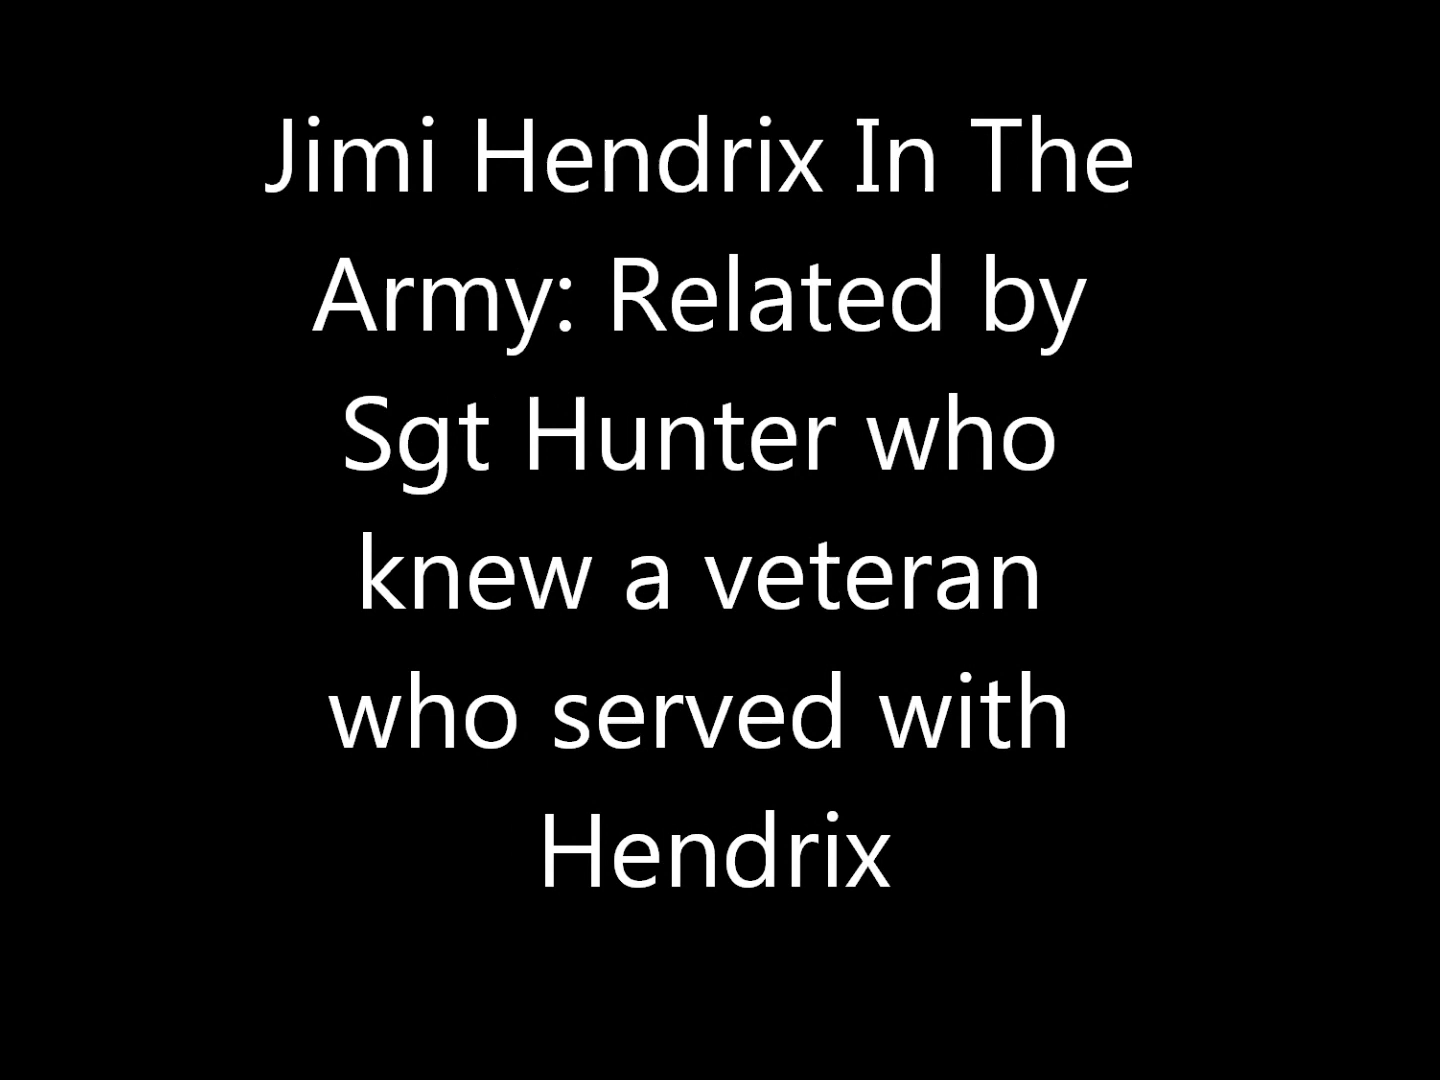 Jimi Hendrix In The
Army: Related by
Sgt Hunter who
knew a veteran
who served with
Hendrix